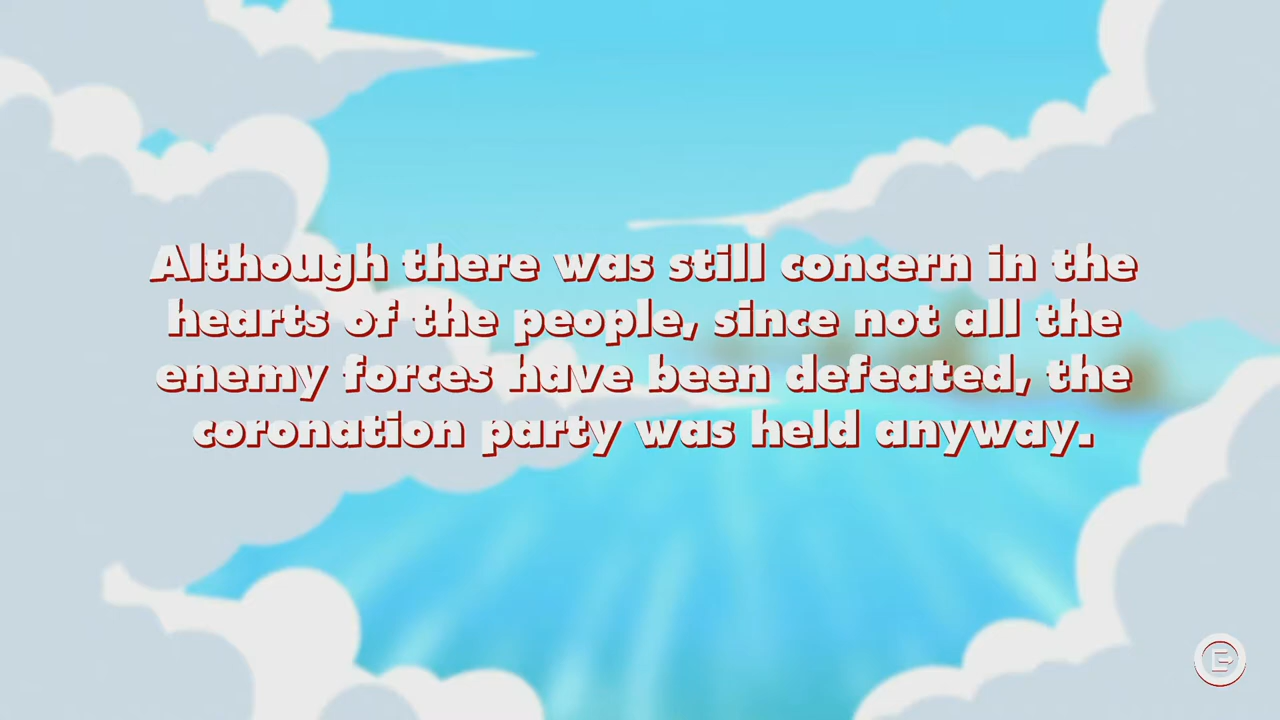 Although there was still concern in the
hearts of the people, since not all the
enemy forces have been defeated, the
coronation party was held anyway.